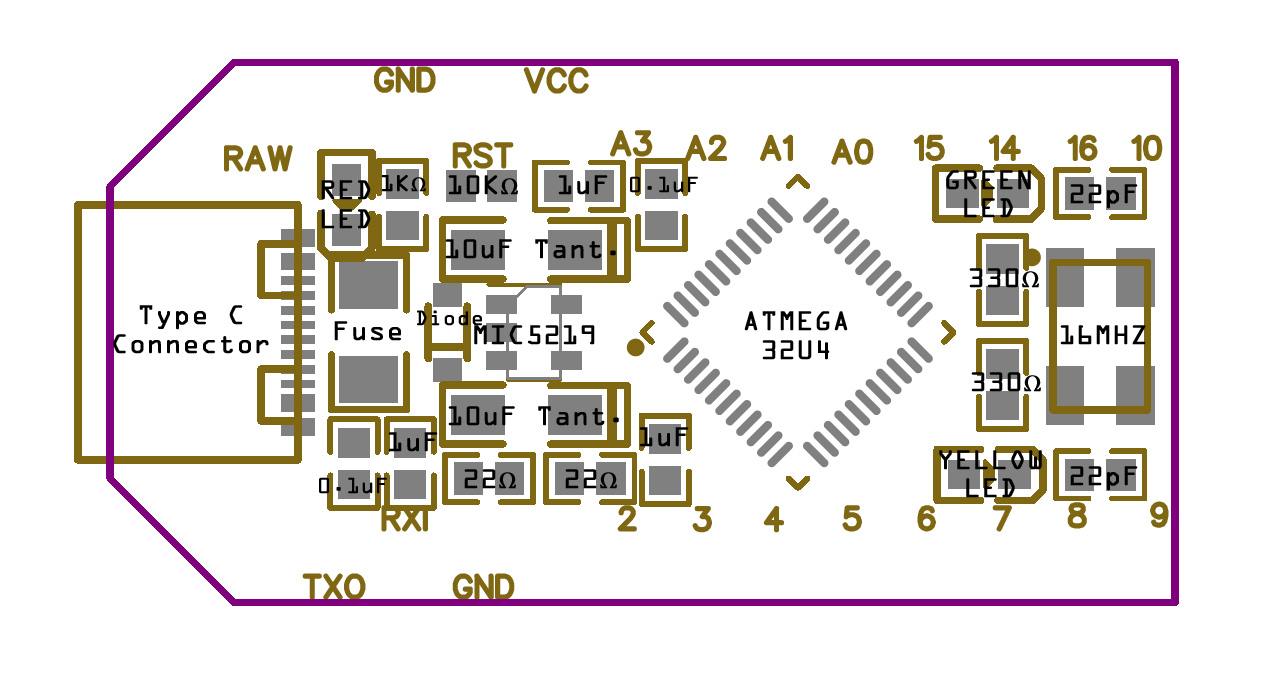 GND
VCC
RAW
RST
A3
A2
A1
A0
15
14
16
10
RED
LED
1KΩ
10KΩ
1uF
0.1uF
GREEN
LED
22pF
10uF Tant.
Type C
Connector
Fuse
Diode
MIC5219
ATMEGA
32U4
330Ω
16MHZ
330Ω
10uF Tant.
0.1uF
1uF
22Ω
22Ω
1uF
YELLOW
LED
22pF
RXI
2
3
4
5
6
7
8
9
TXO
GND